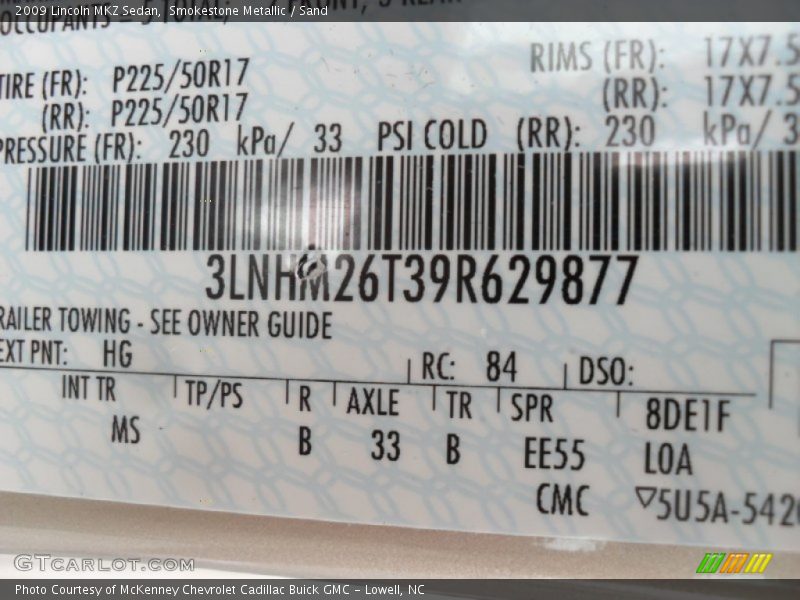 2009 Lincoln MKZ Sedan, Smokestone Metallic / Sand
TIRE (FR): P225/50R17 RIMS (FR): 17X7.5
(RR): P225/50R17 (RR): 17X7.5
PRESSURE (FR): 230 kPa/ 33 PSI COLD (RR): 230 kPa/ 3
3LNHM26T39R629877
RAILER TOWING - SEE OWNER GUIDE
EXT PNT: HG RC: 84 DSO:
INT TR TP/PS R AXLE TR SPR 8DE1F
MS B 33 B EE55 LOA
CMC ▽5U5A-5420
GTCARLOT.COM
Photo Courtesy of McKenney Chevrolet Cadillac Buick GMC - Lowell, NC